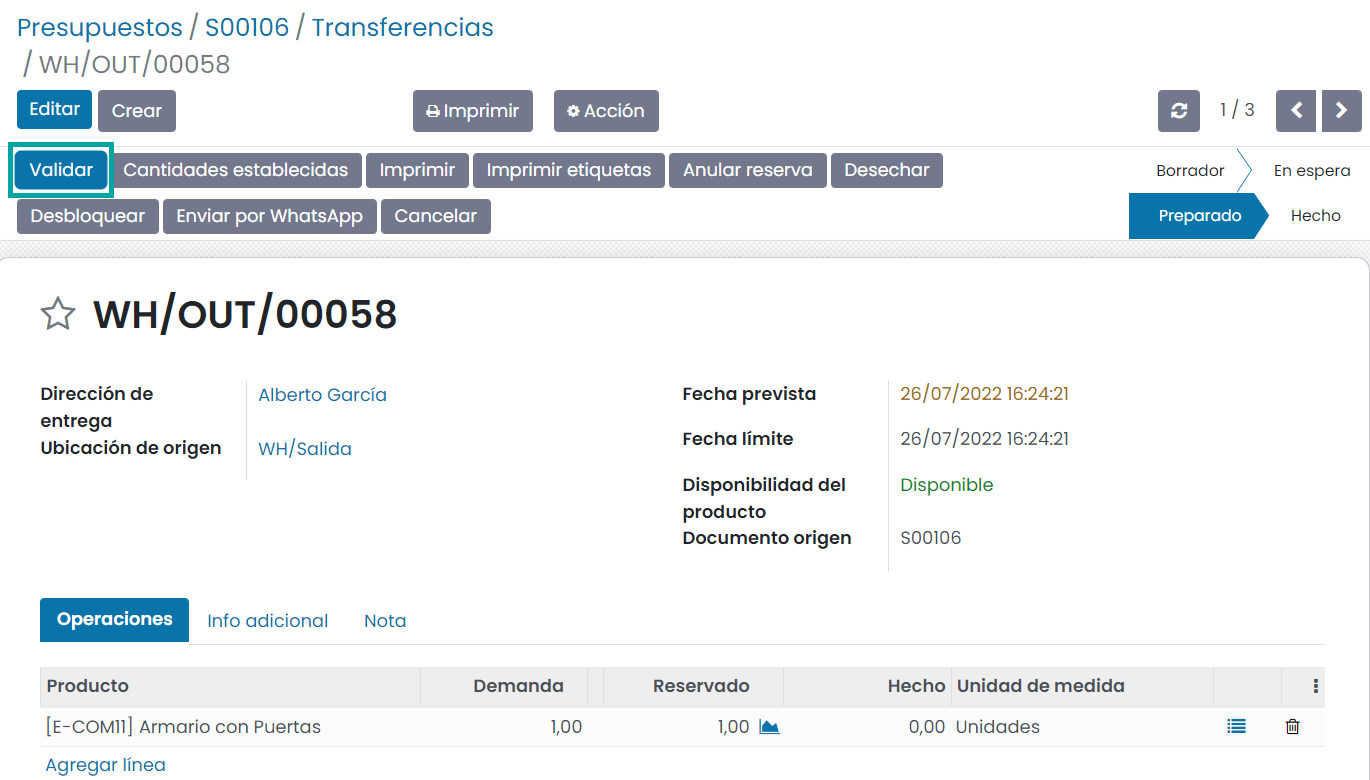 Presupuestos / S00106 / Transferencias
/ WH/OUT/00058
Editar Crear Imprimir Acción 1 / 3
Validar Cantidades establecidas Imprimir Imprimir etiquetas Anular reserva Desechar Borrador En espera
Desbloquear Enviar por WhatsApp Cancelar Preparado Hecho
WH/OUT/00058
Dirección de entrega Alberto García
Ubicación de origen WH/Salida
Fecha prevista 26/07/2022 16:24:21
Fecha límite 26/07/2022 16:24:21
Disponibilidad del producto Disponible
Documento origen S00106
Operaciones Info adicional Nota
Producto Demanda Reservado Hecho Unidad de medida
[E-COM11] Armario con Puertas 1,00 1,00 0,00 Unidades
Agregar línea